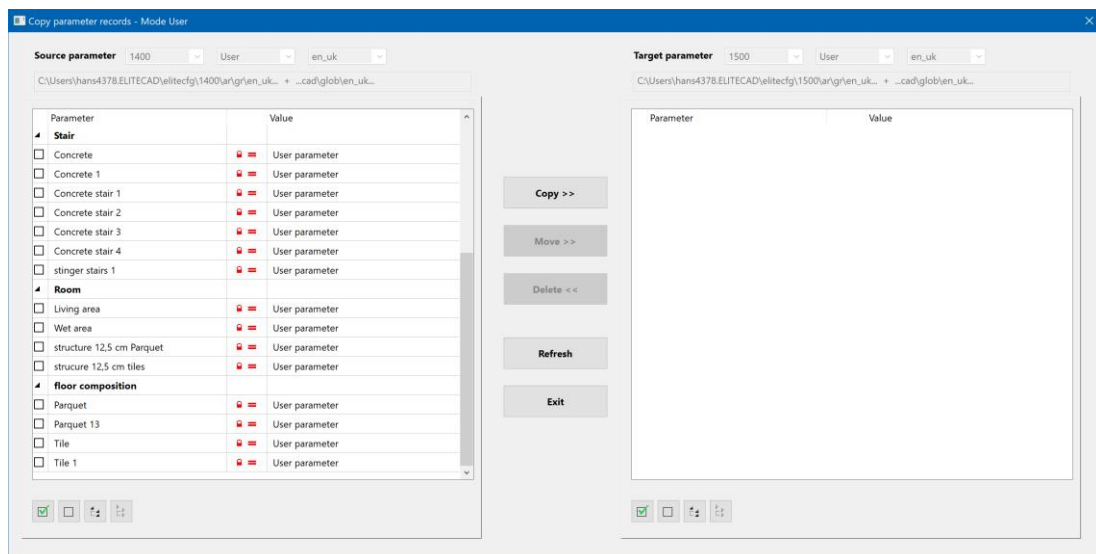 Copy parameter records - Mode User
Source parameter 1400 User en_uk
Target parameter 1500 User en_uk
C:\Users\hans4378.ELITECAD\elitecfg\1400\ar\gr\en_uk... + ...cad\glob\en_uk...
C:\Users\hans4378.ELITECAD\elitecfg\1500\ar\gr\en_uk... + ...cad\glob\en_uk...
Parameter Value
Stair
Concrete User parameter
Concrete 1 User parameter
Concrete stair 1 User parameter
Concrete stair 2 User parameter
Concrete stair 3 User parameter
Concrete stair 4 User parameter
stinger stairs 1 User parameter
Room
Living area User parameter
Wet area User parameter
structure 12,5 cm Parquet User parameter
strucure 12,5 cm tiles User parameter
floor composition
Parquet User parameter
Parquet 13 User parameter
Tile User parameter
Tile 1 User parameter
Copy >>
Move >>
Delete <<
Refresh
Exit
Parameter Value